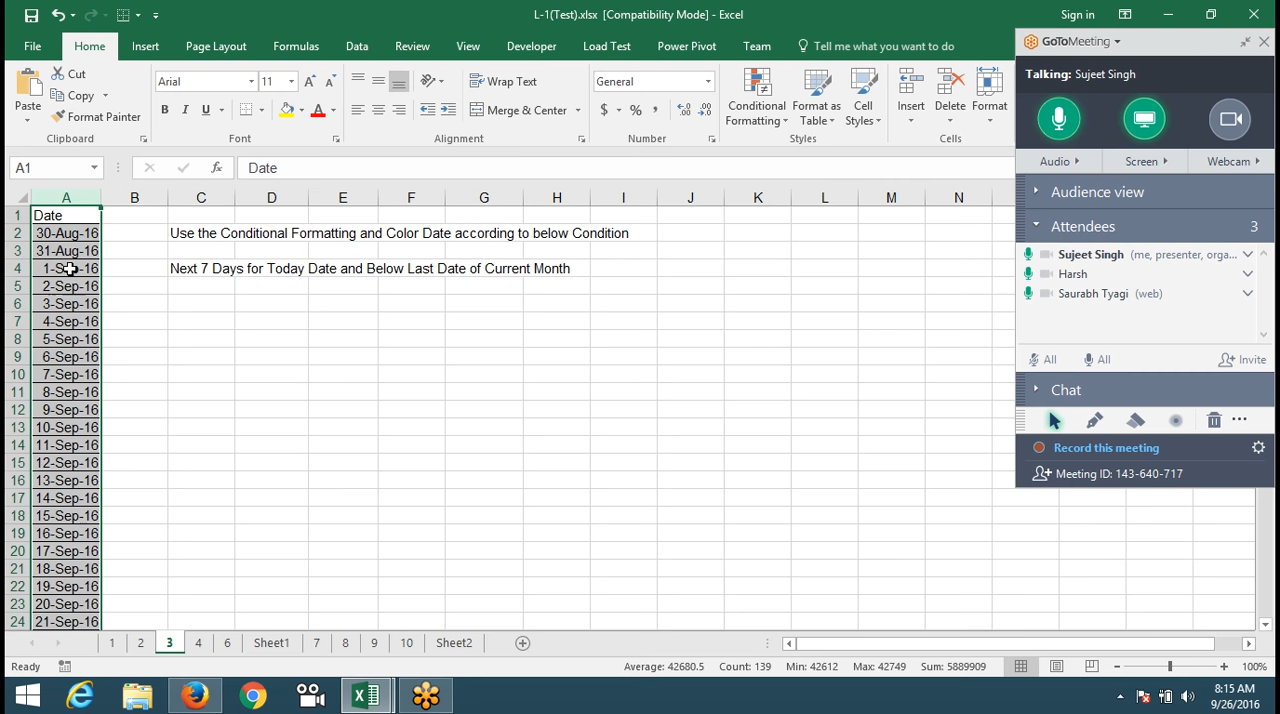 L-1(Test).xlsx [Compatibility Mode] - Excel
Sign in
File Home Insert Page Layout Formulas Data Review View Developer Load Test Power Pivot Team Tell me what you want to do
Paste
Cut
Copy
Format Painter
Arial 11
B I U
Wrap Text
Merge & Center
General
$ % ,
Conditional Formatting
Format as Table
Cell Styles
Insert
Delete
Format
Clipboard Font Alignment Number Styles Cells
A1 fx Date
A B C D E F G H I J K L M N
1 Date
2 30-Aug-16 Use the Conditional Formatting and Color Date according to below Condition
3 31-Aug-16
4 1-Sep-16 Next 7 Days for Today Date and Below Last Date of Current Month
5 2-Sep-16
6 3-Sep-16
7 4-Sep-16
8 5-Sep-16
9 6-Sep-16
10 7-Sep-16
11 8-Sep-16
12 9-Sep-16
13 10-Sep-16
14 11-Sep-16
15 12-Sep-16
16 13-Sep-16
17 14-Sep-16
18 15-Sep-16
19 16-Sep-16
20 17-Sep-16
21 18-Sep-16
22 19-Sep-16
23 20-Sep-16
24 21-Sep-16
1 2 3 4 6 Sheet1 7 8 9 10 Sheet2
Ready Average: 42680.5 Count: 139 Min: 42612 Max: 42749 Sum: 5889909 100%
GoToMeeting
Talking: Sujeet Singh
Audio Screen Webcam
Audience view
Attendees 3
Sujeet Singh (me, presenter, orga...
Harsh
Saurabh Tyagi (web)
All All Invite
Chat
Record this meeting
Meeting ID: 143-640-717
8:15 AM
9/26/2016